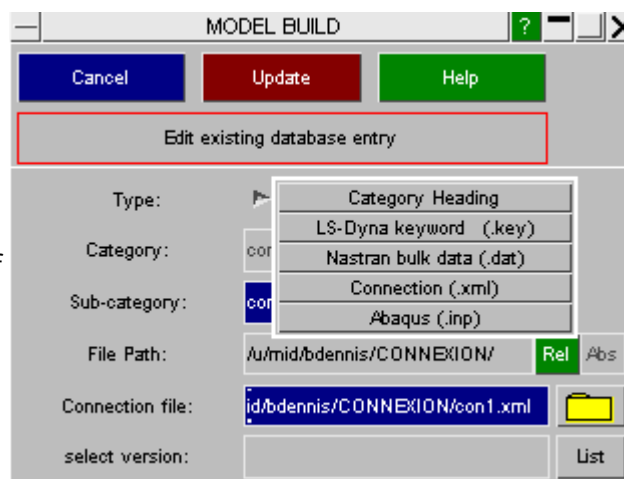 MODEL BUILD ?
Cancel Update Help
Edit existing database entry
Type: Category Heading
LS-Dyna keyword (.key)
Category: cor Nastran bulk data (.dat)
Connection (.xml)
Sub-category: cor
Abaqus (.inp)
File Path: /u/mid/bdennis/CONNEXION/ Rel Abs
Connection file: id/bdennis/CONNEXION/con1.xml
select version: List